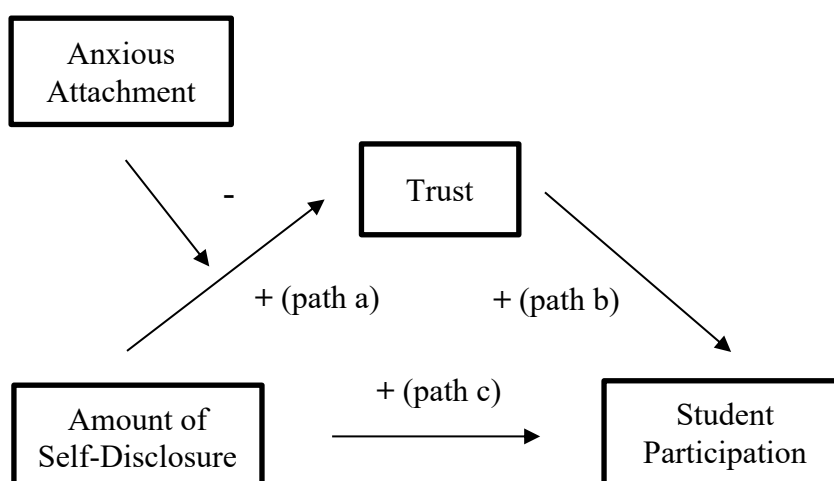 Anxious
Attachment
-
Trust
+ (path a)
+ (path b)
+ (path c)
Amount of
Self-Disclosure
Student
Participation